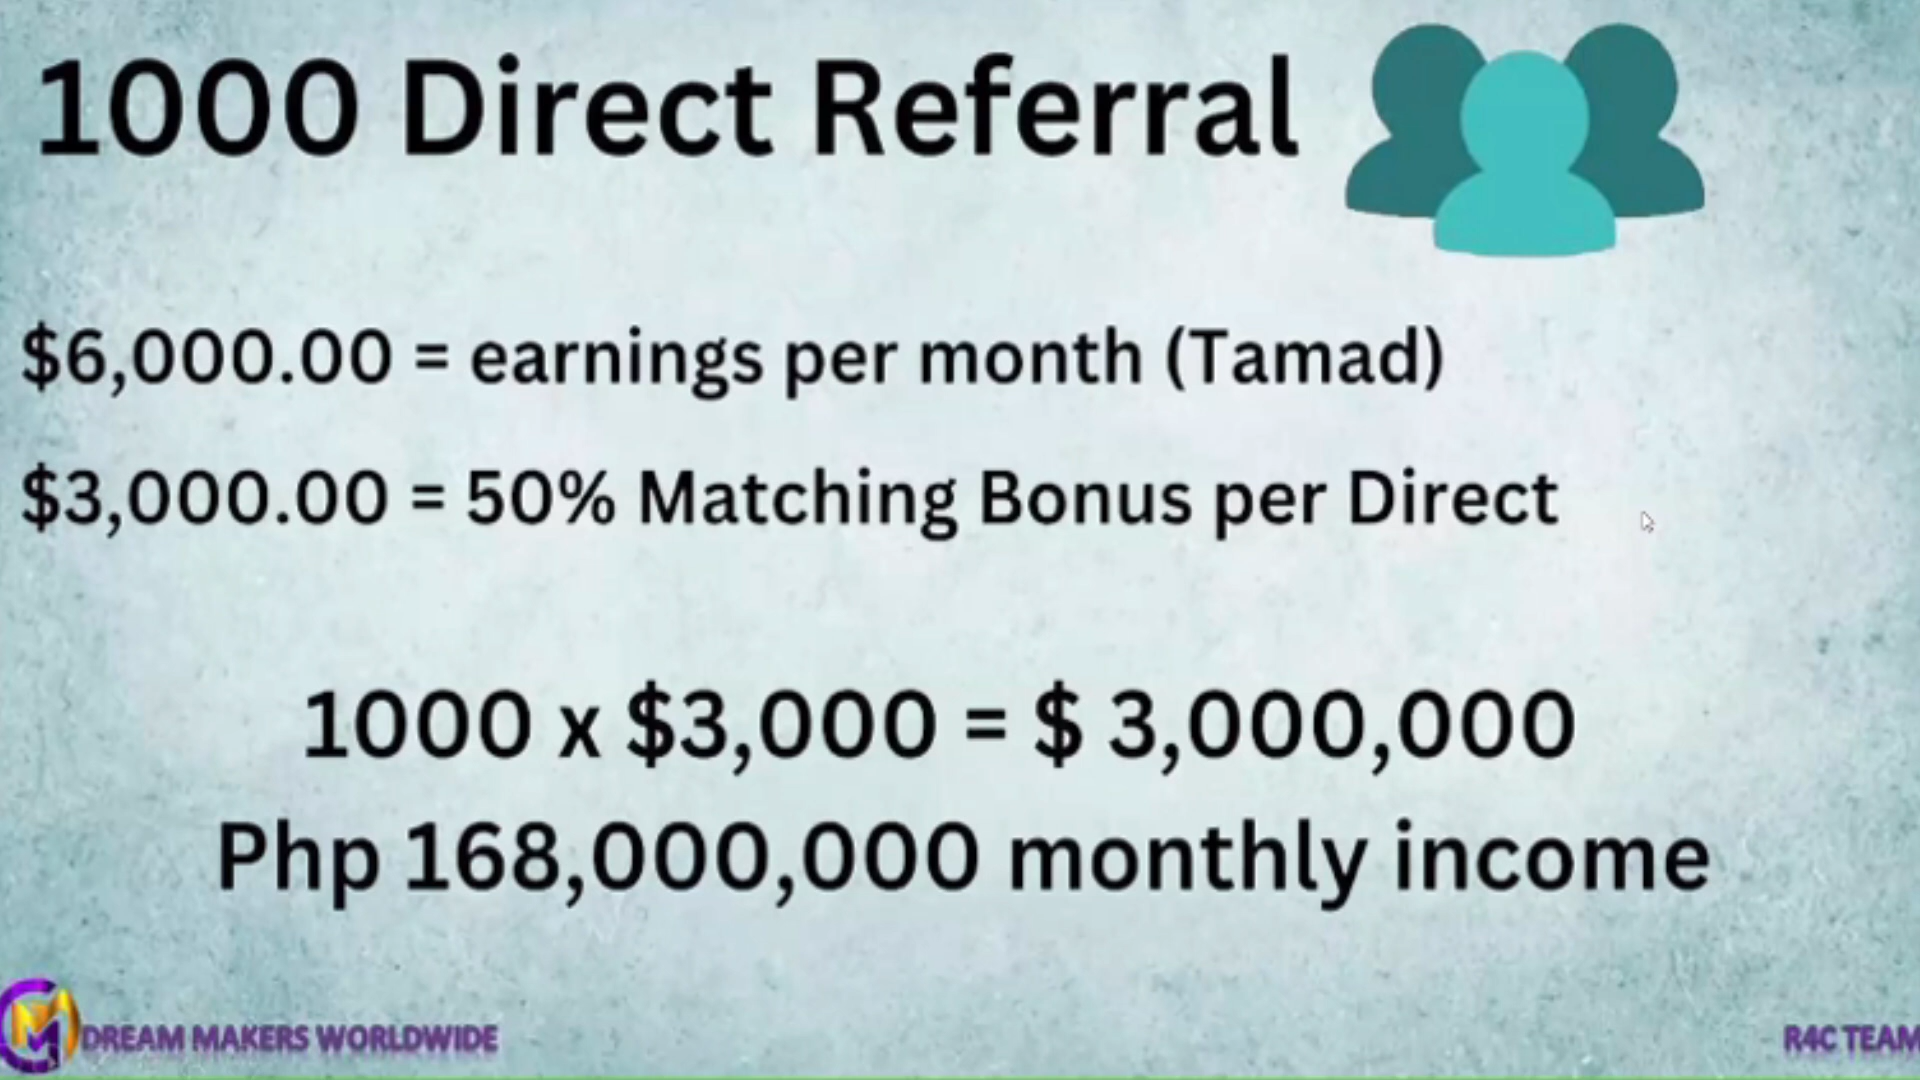 1000 Direct Referral
$6,000.00 = earnings per month (Tamad)
$3,000.00 = 50% Matching Bonus per Direct
1000 x $3,000 = $ 3,000,000
Php 168,000,000 monthly income
DREAM MAKERS WORLDWIDE
R4C TEAM